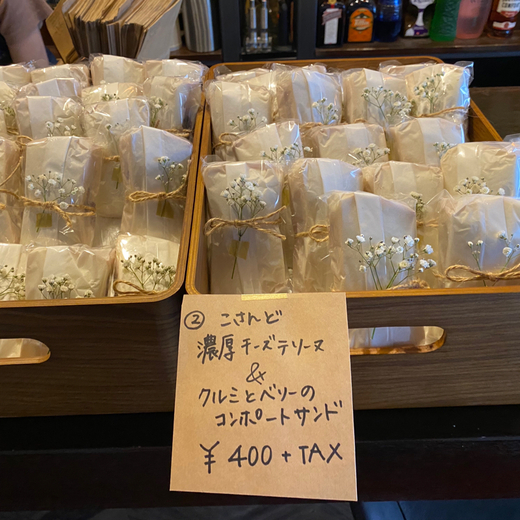 ② こさんど
濃厚チーズテリーヌ
&
クルミとベリーの
コンポートサンド
¥ 400 + TAX